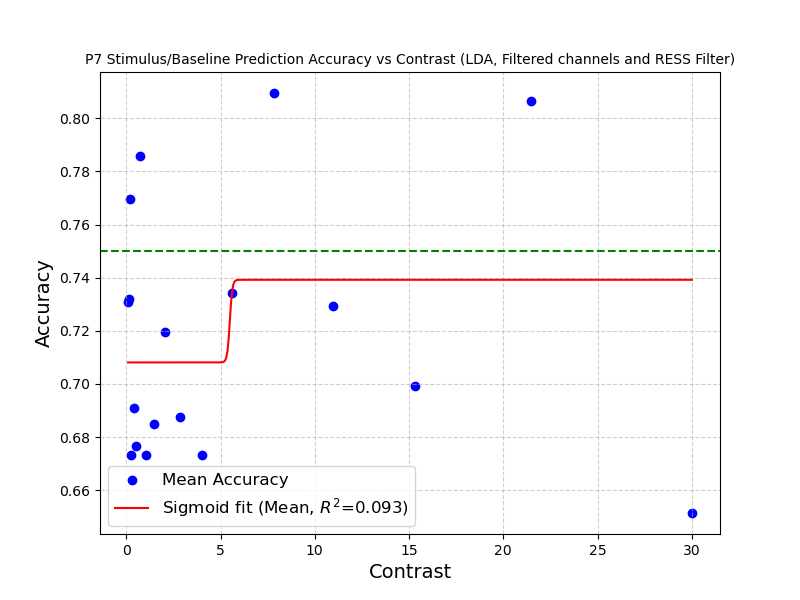 P7 Stimulus/Baseline Prediction Accuracy vs Contrast (LDA, Filtered channels and RESS Filter)
Accuracy
0.80
0.78
0.76
0.74
0.72
0.70
0.68
0.66
Mean Accuracy
Sigmoid fit (Mean, R²=0.093)
0 5 10 15 20 25 30
Contrast